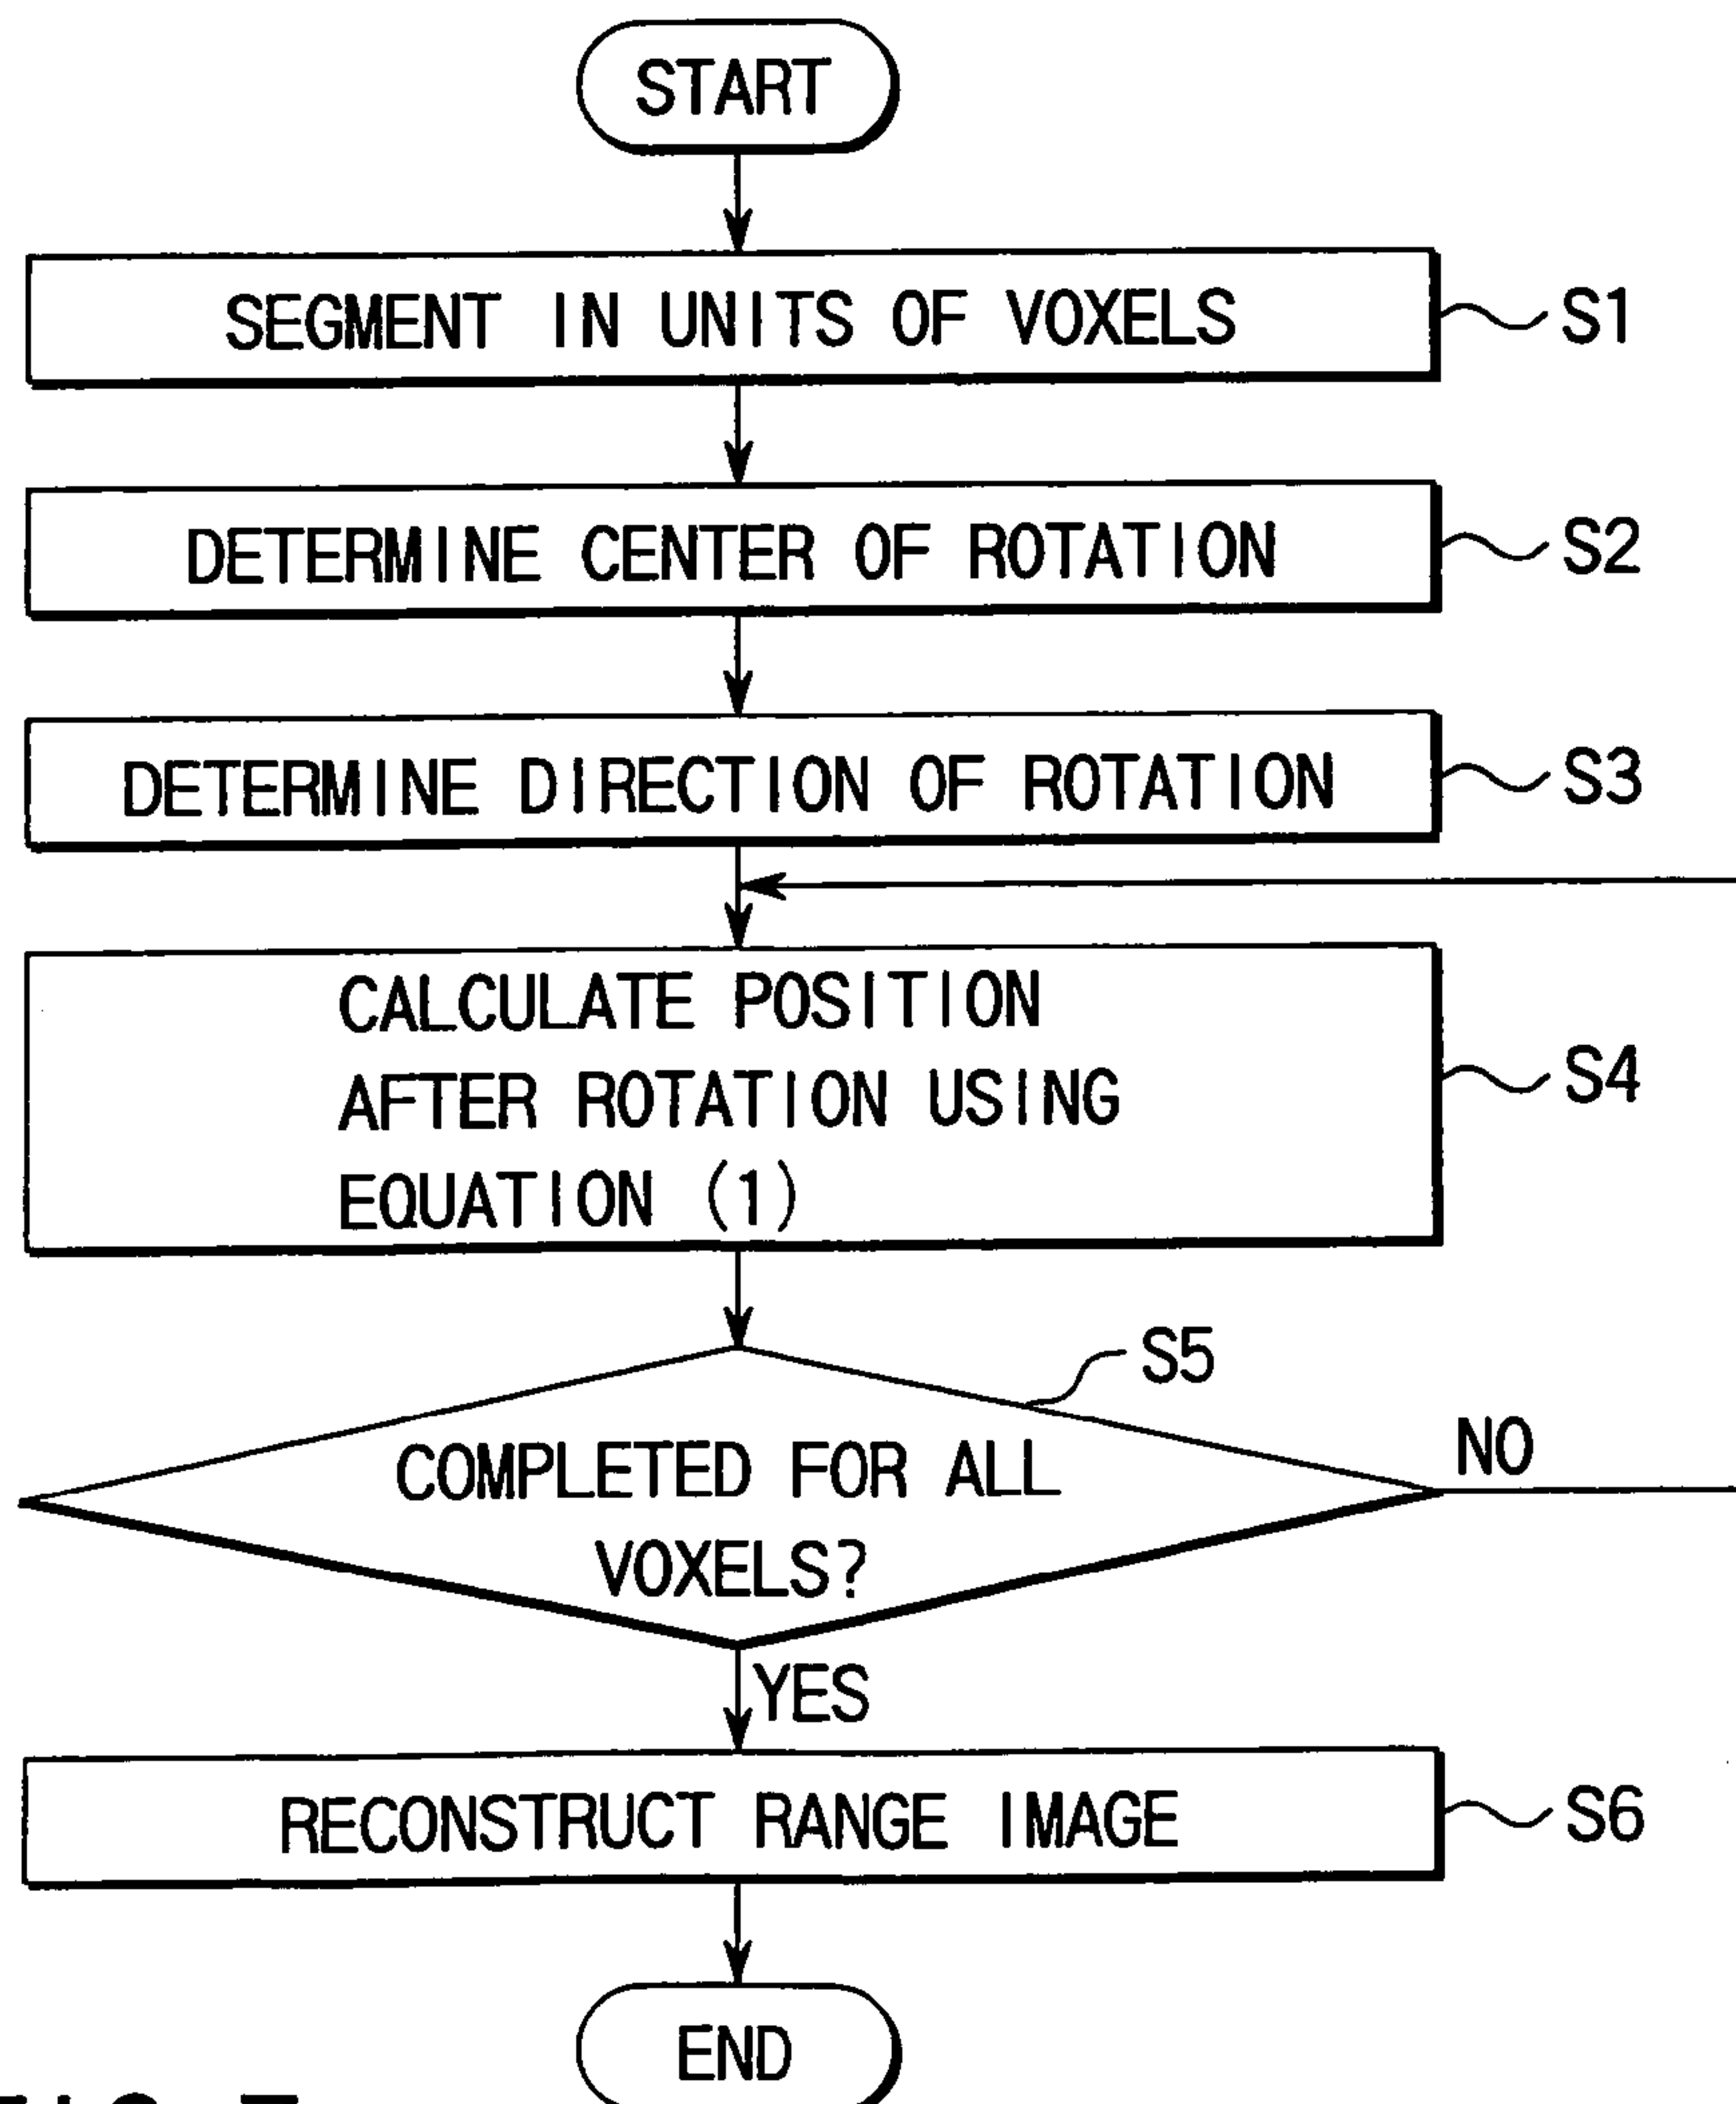 START
SEGMENT IN UNITS OF VOXELS
S1
DETERMINE CENTER OF ROTATION
S2
DETERMINE DIRECTION OF ROTATION
S3
CALCULATE POSITION
AFTER ROTATION USING
EQUATION (1)
S4
S5
COMPLETED FOR ALL
VOXELS?
NO
YES
RECONSTRUCT RANGE IMAGE
S6
END